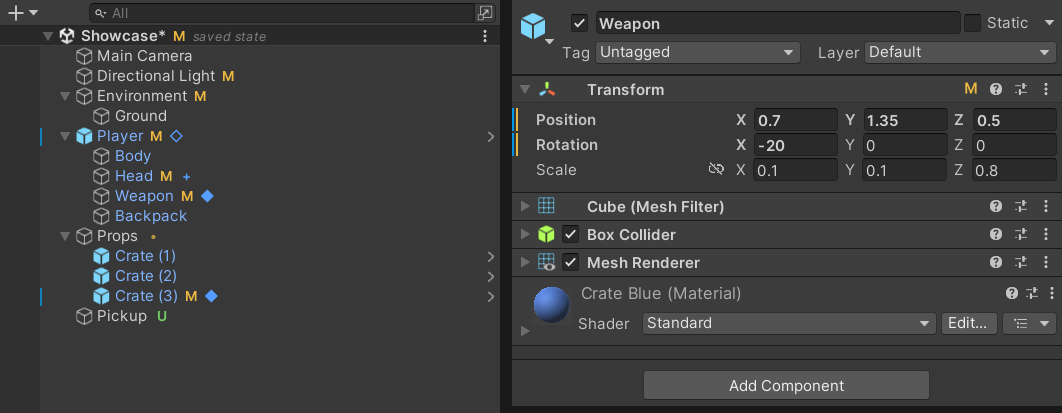 All
Showcase* M saved state
Main Camera
Directional Light M
Environment M
Ground
Player M
Body
Head M +
Weapon M
Backpack
Props
Crate (1)
Crate (2)
Crate (3) M
Pickup U
Weapon Static
Tag Untagged Layer Default
Transform M
Position X 0.7 Y 1.35 Z 0.5
Rotation X -20 Y 0 Z 0
Scale X 0.1 Y 0.1 Z 0.8
Cube (Mesh Filter)
Box Collider
Mesh Renderer
Crate Blue (Material)
Shader Standard Edit...
Add Component